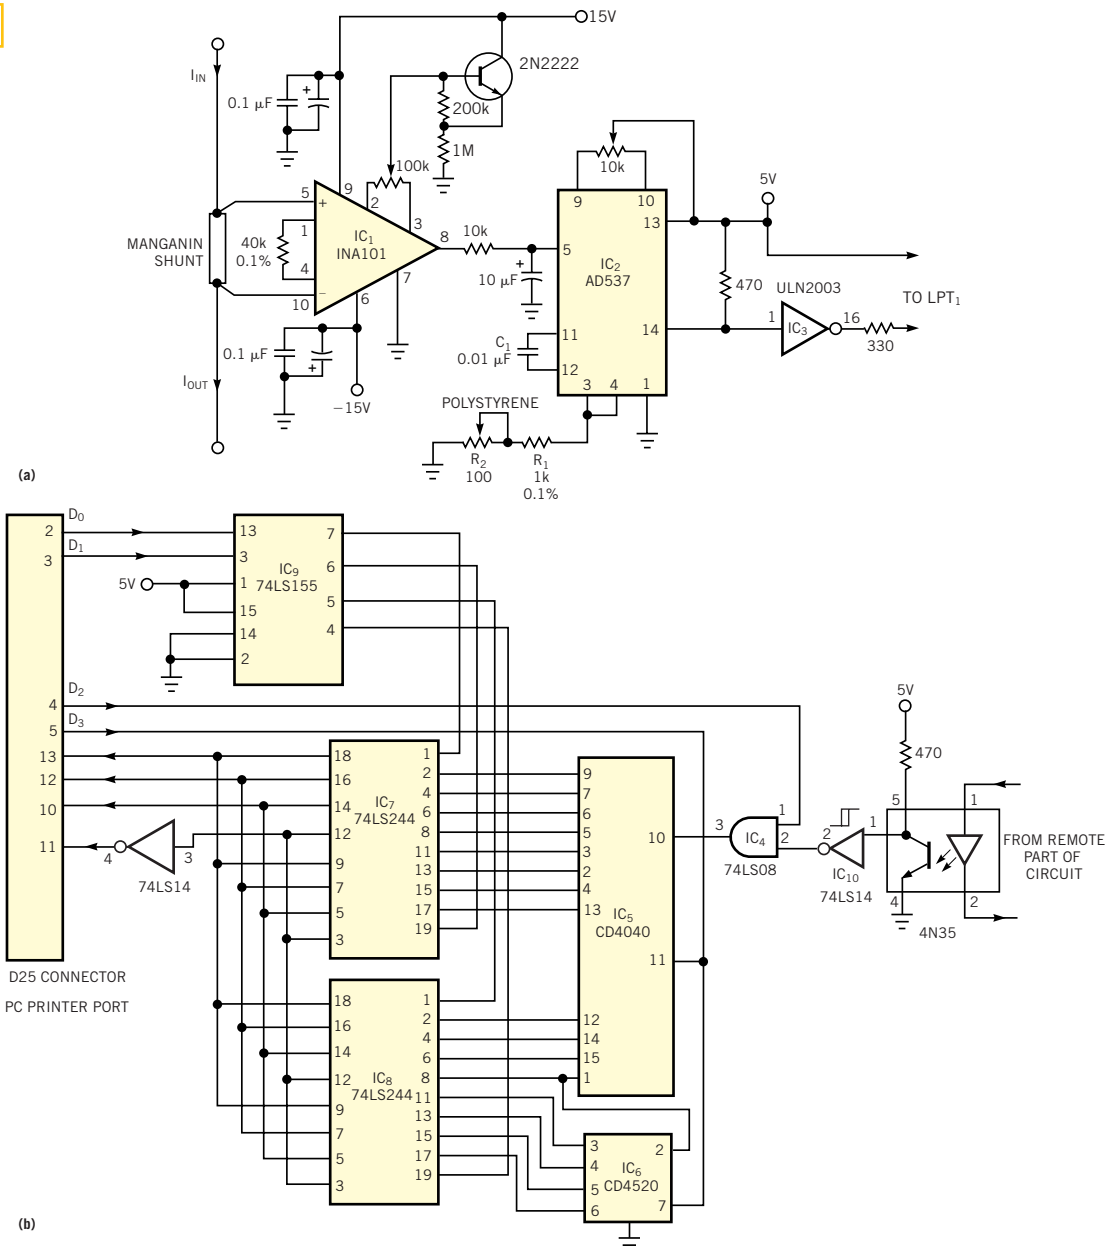 15V
2N2222
I_IN
0.1 µF
+
200k
1M
100k
10k
5V
5
+
9
2
3
1
4
10
−
6
7
8
IC1
INA101
40k
0.1%
MANGANIN
SHUNT
10k
10 µF
+
9
10
13
5
IC2
AD537
11
12
14
3
4
1
C1
0.01 µF
470
ULN2003
1
IC3
16
330
TO LPT1
0.1 µF
+
−15V
I_OUT
POLYSTYRENE
R2
100
R1
1k
0.1%
(a)
D0
2
13
7
D1
3
3
6
IC9
74LS155
5V
1
5
15
4
14
2
D2
4
D3
5
13
12
10
11
4
3
74LS14
D25 CONNECTOR
PC PRINTER PORT
18
1
16
2
14
4
IC7
74LS244
6
12
8
11
9
13
7
15
5
17
3
19
18
1
16
2
14
4
6
12
8
IC8
74LS244
11
9
13
7
15
5
17
3
19
9
7
6
5
3
2
4
13
IC5
CD4040
10
11
12
14
15
1
3
4
5
6
IC6
CD4520
2
7
3
IC4
1
2
74LS08
2
1
IC10
74LS14
5V
470
5
1
4
2
4N35
FROM REMOTE
PART OF
CIRCUIT
(b)